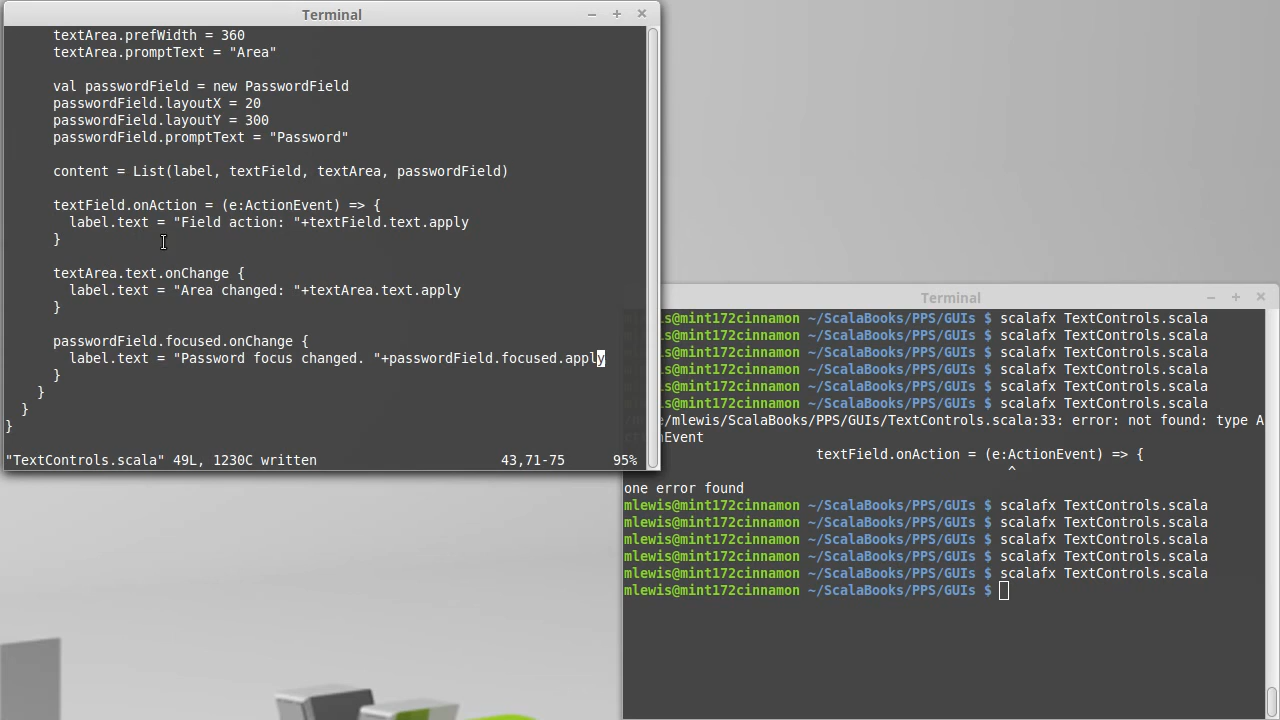 Terminal
textArea.prefWidth = 360
textArea.promptText = "Area"
val passwordField = new PasswordField
passwordField.layoutX = 20
passwordField.layoutY = 300
passwordField.promptText = "Password"
content = List(label, textField, textArea, passwordField)
textField.onAction = (e:ActionEvent) => {
label.text = "Field action: "+textField.text.apply
}
textArea.text.onChange {
label.text = "Area changed: "+textArea.text.apply
}
passwordField.focused.onChange {
label.text = "Password focus changed. "+passwordField.focused.apply
}
}
}
}
"TextControls.scala" 49L, 1230C written 43,71-75 95%
Terminal
is@mint172cinnamon ~/ScalaBooks/PPS/GUIs $ scalafx TextControls.scala
is@mint172cinnamon ~/ScalaBooks/PPS/GUIs $ scalafx TextControls.scala
is@mint172cinnamon ~/ScalaBooks/PPS/GUIs $ scalafx TextControls.scala
is@mint172cinnamon ~/ScalaBooks/PPS/GUIs $ scalafx TextControls.scala
is@mint172cinnamon ~/ScalaBooks/PPS/GUIs $ scalafx TextControls.scala
is@mint172cinnamon ~/ScalaBooks/PPS/GUIs $ scalafx TextControls.scala
e/mlewis/ScalaBooks/PPS/GUIs/TextControls.scala:33: error: not found: type A
nEvent
textField.onAction = (e:ActionEvent) => {
^
one error found
mlewis@mint172cinnamon ~/ScalaBooks/PPS/GUIs $ scalafx TextControls.scala
mlewis@mint172cinnamon ~/ScalaBooks/PPS/GUIs $ scalafx TextControls.scala
mlewis@mint172cinnamon ~/ScalaBooks/PPS/GUIs $ scalafx TextControls.scala
mlewis@mint172cinnamon ~/ScalaBooks/PPS/GUIs $ scalafx TextControls.scala
mlewis@mint172cinnamon ~/ScalaBooks/PPS/GUIs $ scalafx TextControls.scala
mlewis@mint172cinnamon ~/ScalaBooks/PPS/GUIs $